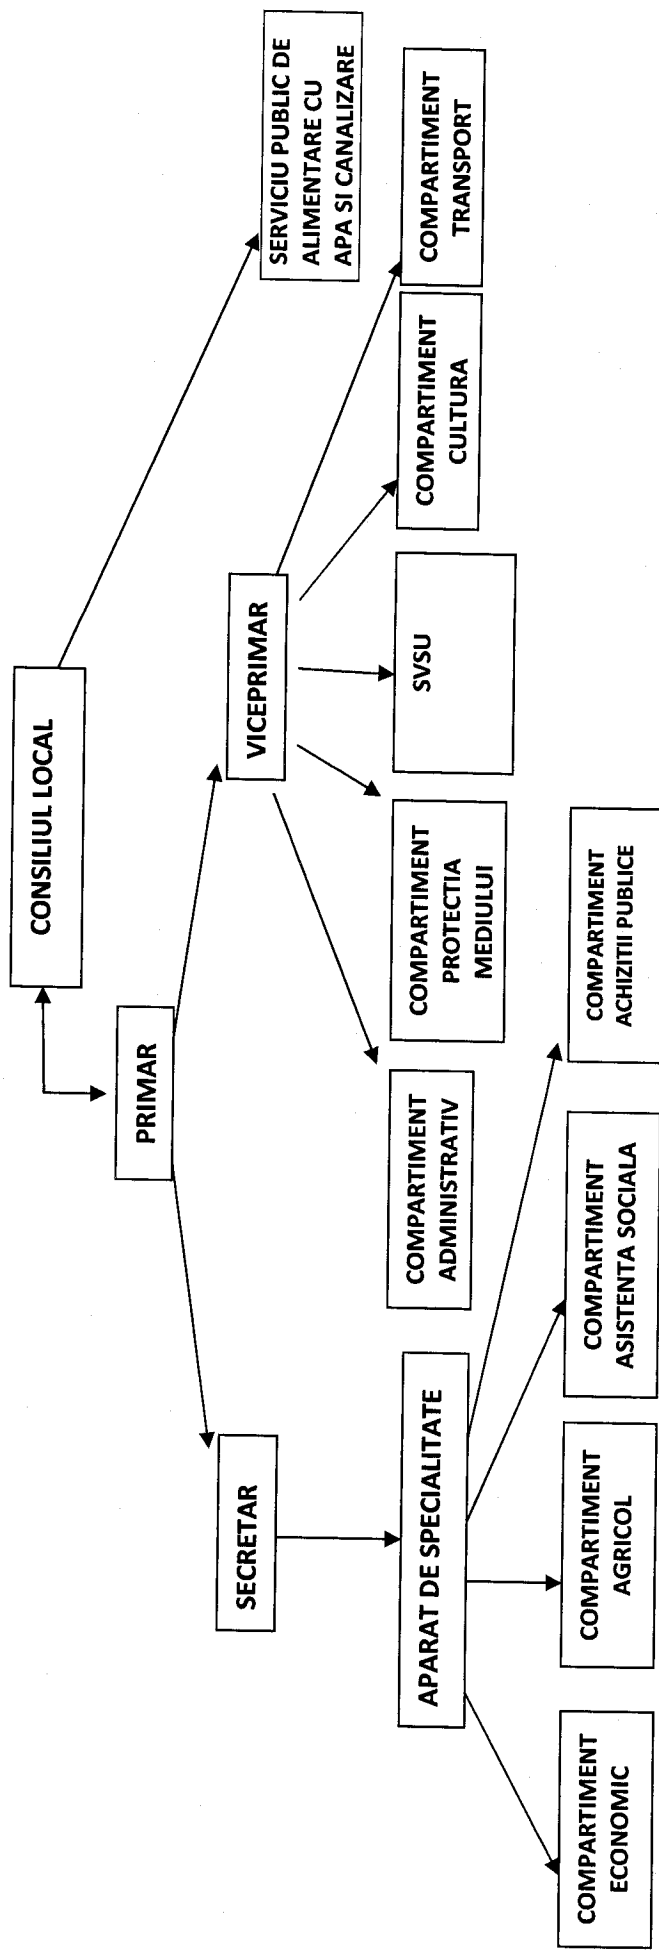 CONSILIUL LOCAL
PRIMAR
SERVICIU PUBLIC DE
ALIMENTARE CU
APA SI CANALIZARE
SECRETAR
VICEPRIMAR
APARAT DE SPECIALITATE
COMPARTIMENT
ADMINISTRATIV
COMPARTIMENT
PROTECTIA
MEDIULUI
SVSU
COMPARTIMENT
CULTURA
COMPARTIMENT
TRANSPORT
COMPARTIMENT
ECONOMIC
COMPARTIMENT
AGRICOL
COMPARTIMENT
ASISTENTA SOCIALA
COMPARTIMENT
ACHIZITII PUBLICE